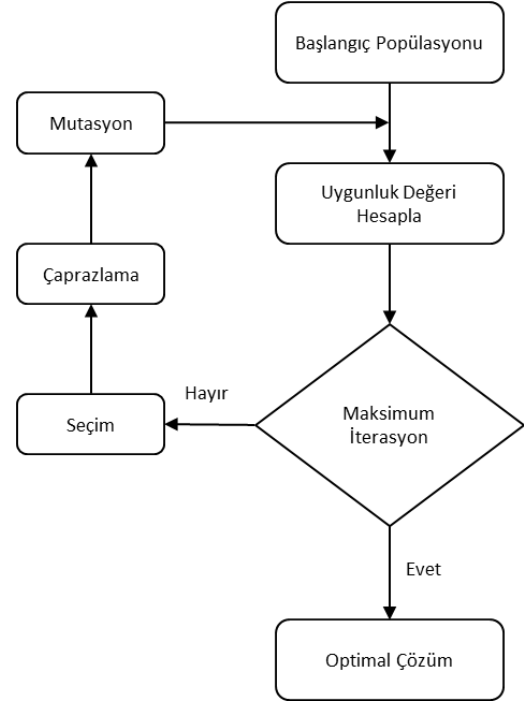 Başlangıç Popülasyonu
Mutasyon
Uygunluk Değeri
Hesapla
Çaprazlama
Hayır
Seçim
Maksimum
İterasyon
Evet
Optimal Çözüm